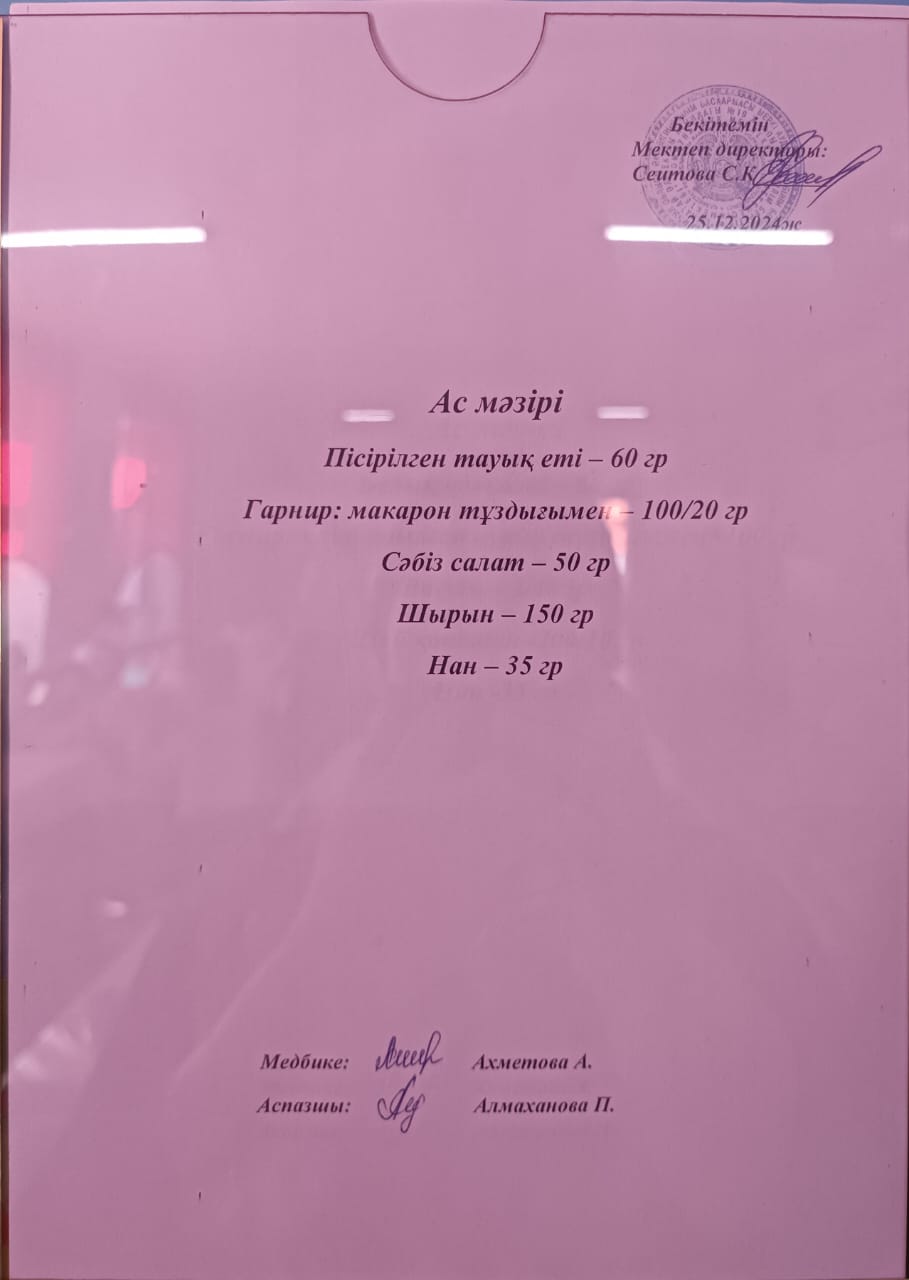 Бекітемін
Мектеп директоры:
Сеитова С.К
25.12.2024ж
Ас мәзірі
Пісірілген тауық еті – 60 гр
Гарнир: макарон тұздығымен – 100/20 гр
Сәбіз салат – 50 гр
Шырын – 150 гр
Нан – 35 гр
Медбике: Ахметова А.
Аспазшы: Алмаханова П.